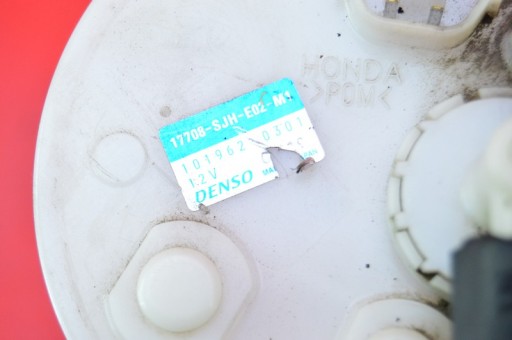 HONDA
>POM<
17708-SJH-E02-M1
101962 0301
12V
DENSO